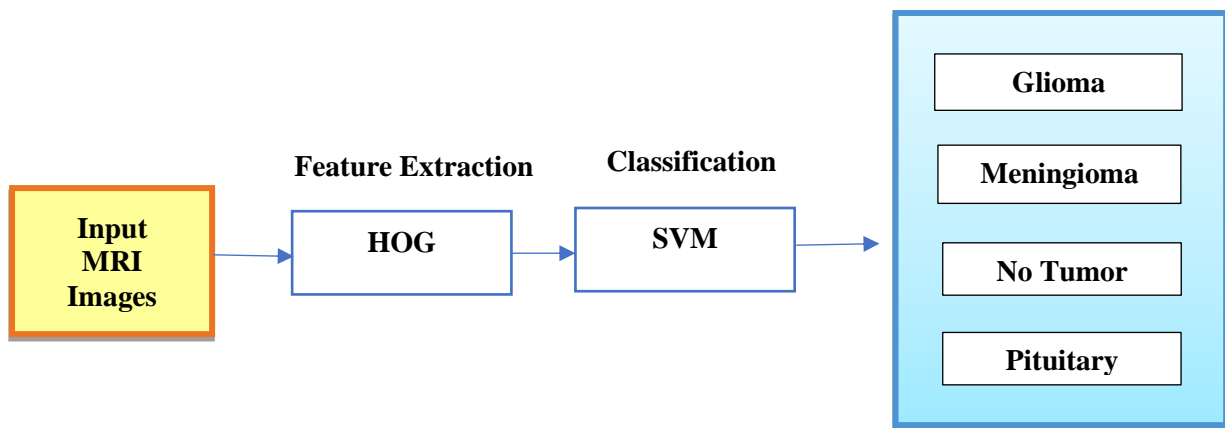 Input
MRI
Images
Feature Extraction
HOG
Classification
SVM
Glioma
Meningioma
No Tumor
Pituitary